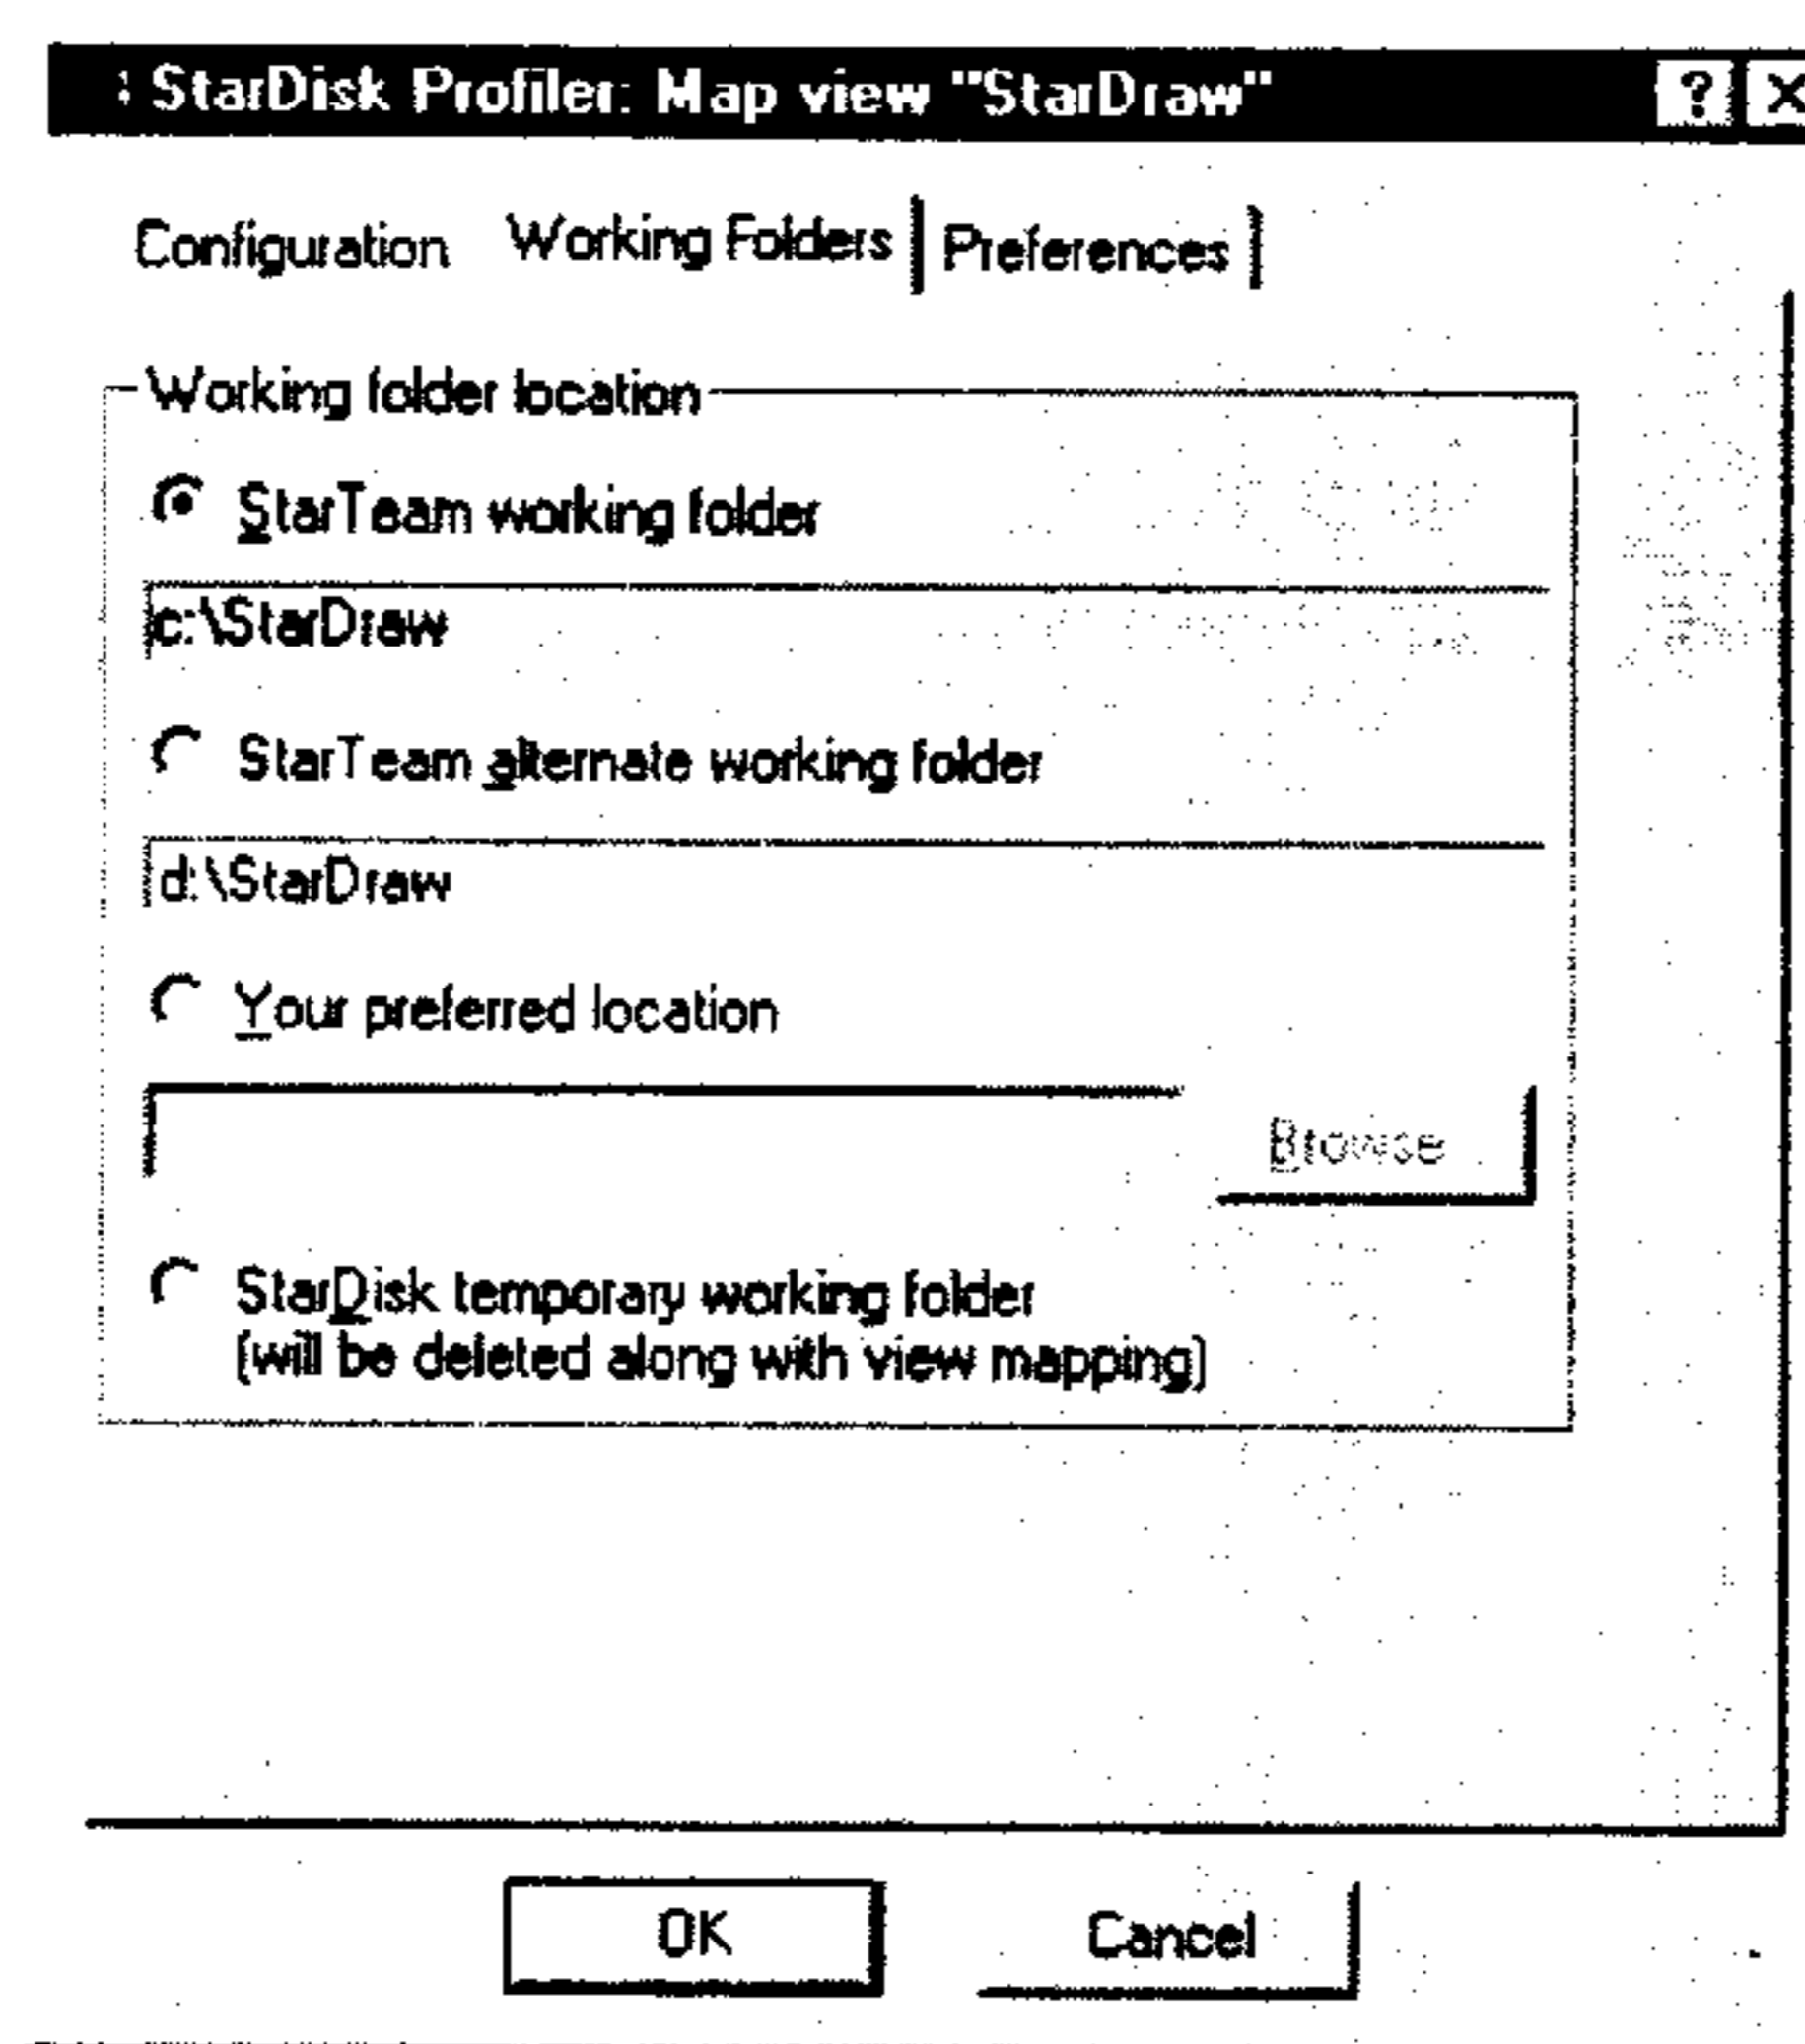 StarDisk Profiler: Map view "StarDraw" ? X
Configuration Working Folders Preferences
Working folder location
StarTeam working folder
c:\StarDraw
StarTeam alternate working folder
d:\StarDraw
Your preferred location
Browse
StarDisk temporary working folder
(will be deleted along with view mapping)
OK Cancel